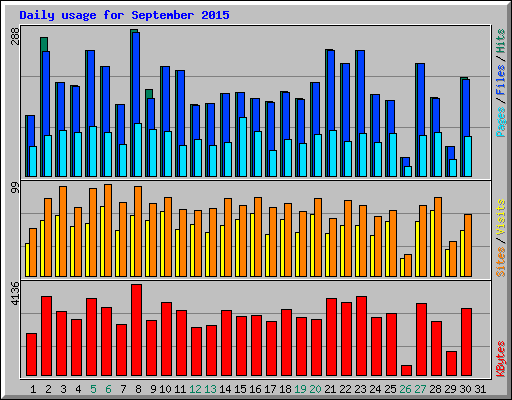 Daily usage for September 2015
288
Pages / Files / Hits
99
Sites / Visits
4136
KBytes
1 2 3 4 5 6 7 8 9 10 11 12 13 14 15 16 17 18 19 20 21 22 23 24 25 26 27 28 29 30 31